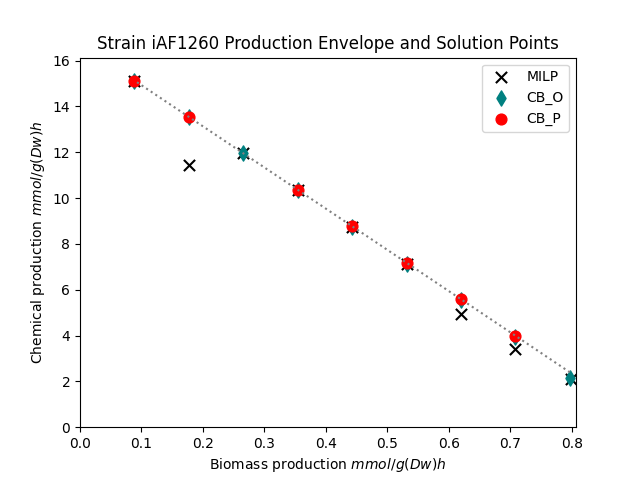 Strain iAF1260 Production Envelope and Solution Points
MILP
CB_O
CB_P
Chemical production mmol/g(Dw)h
16
14
12
10
8
6
4
2
0
0.0 0.1 0.2 0.3 0.4 0.5 0.6 0.7 0.8
Biomass production mmol/g(Dw)h